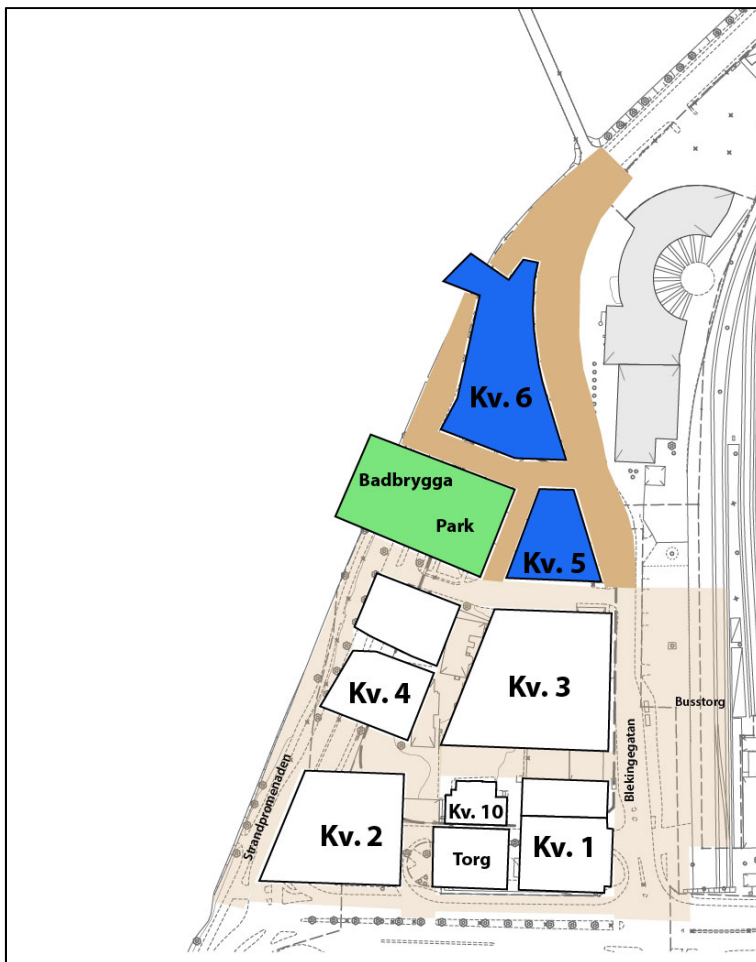 Kv. 6
Badbrygga
Park
Kv. 5
Kv. 4
Kv. 3
Busstorg
Blekingegatan
Strandpromenaden
Kv. 2
Kv. 10
Torg
Kv. 1